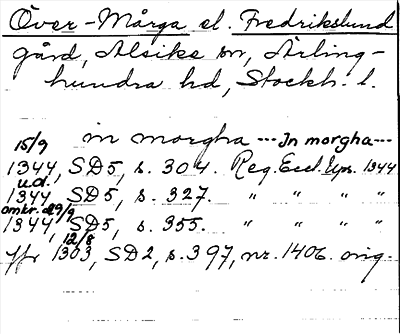 Över-Mårga el. Fredrikslund
gård, Alsike sn, Ärling-
hundra hd, Stockh. l.
in morgha --- In morgha ---
15/9
1344, SD5, s. 304. Reg. Eccl. Ups. 1344
u.d.
1344, SD5, s. 327. " " " "
omkr. 29/9
1344, SD5, s. 355. " " " "
12/8
jfr 1303, SD2, s. 397, nr. 1406. orig.